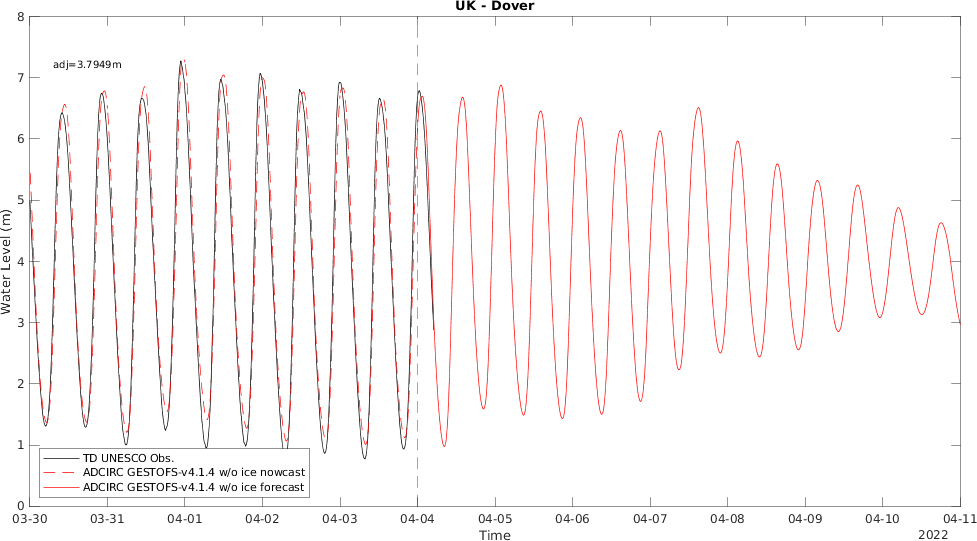 UK - Dover
adj=3.7949m
Water Level (m)
8
7
6
5
4
3
2
1
0
TD UNESCO Obs.
ADCIRC GESTOFS-v4.1.4 w/o ice nowcast
ADCIRC GESTOFS-v4.1.4 w/o ice forecast
03-30 03-31 04-01 04-02 04-03 04-04 04-05 04-06 04-07 04-08 04-09 04-10 04-11
Time
2022